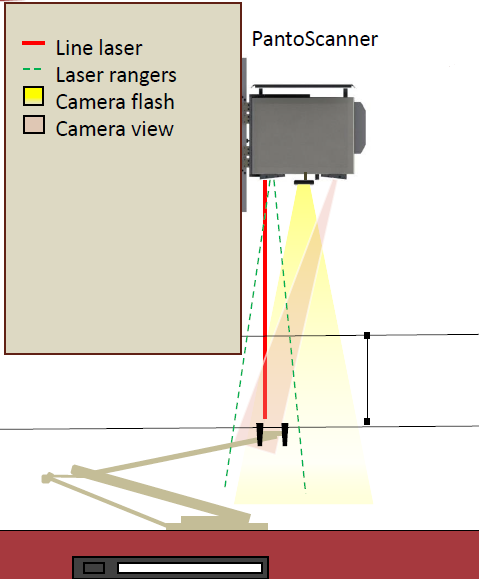 PantoScanner
Line laser
Laser rangers
Camera flash
Camera view